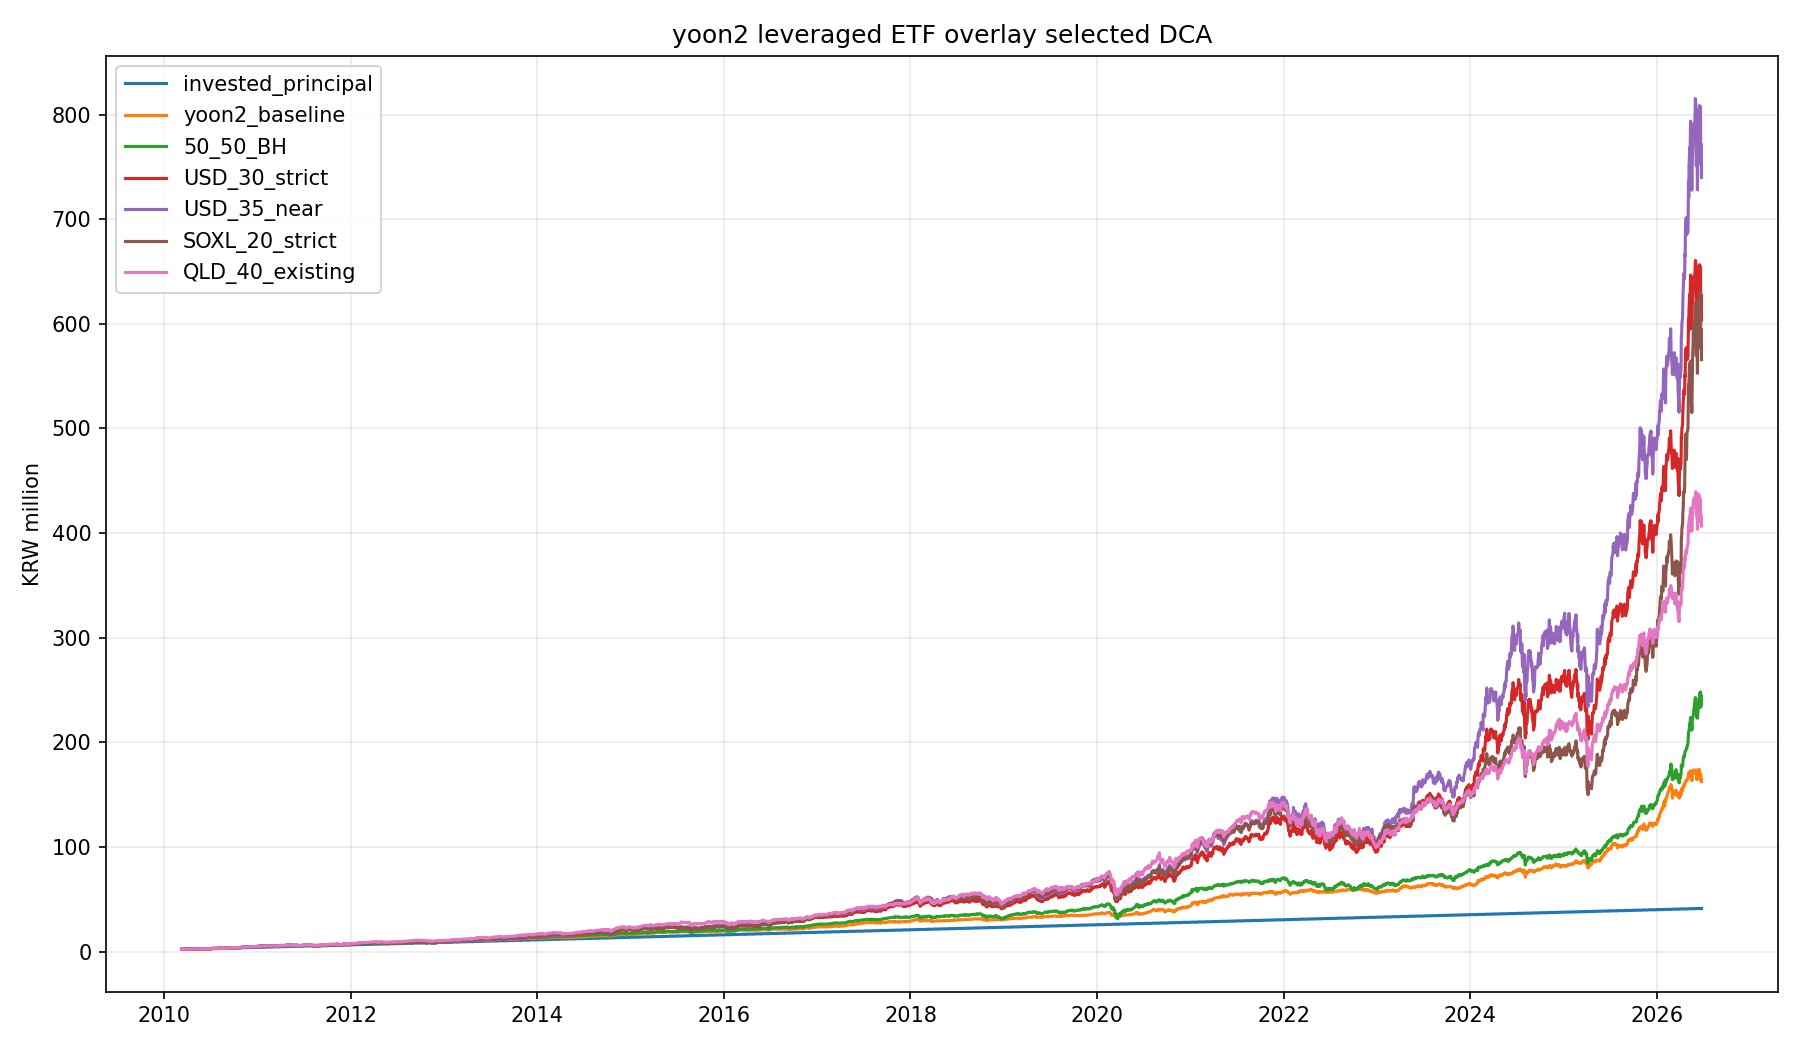 yoon2 leveraged ETF overlay selected DCA
invested_principal
yoon2_baseline
50_50_BH
USD_30_strict
USD_35_near
SOXL_20_strict
QLD_40_existing
KRW million
800
700
600
500
400
300
200
100
0
2010 2012 2014 2016 2018 2020 2022 2024 2026